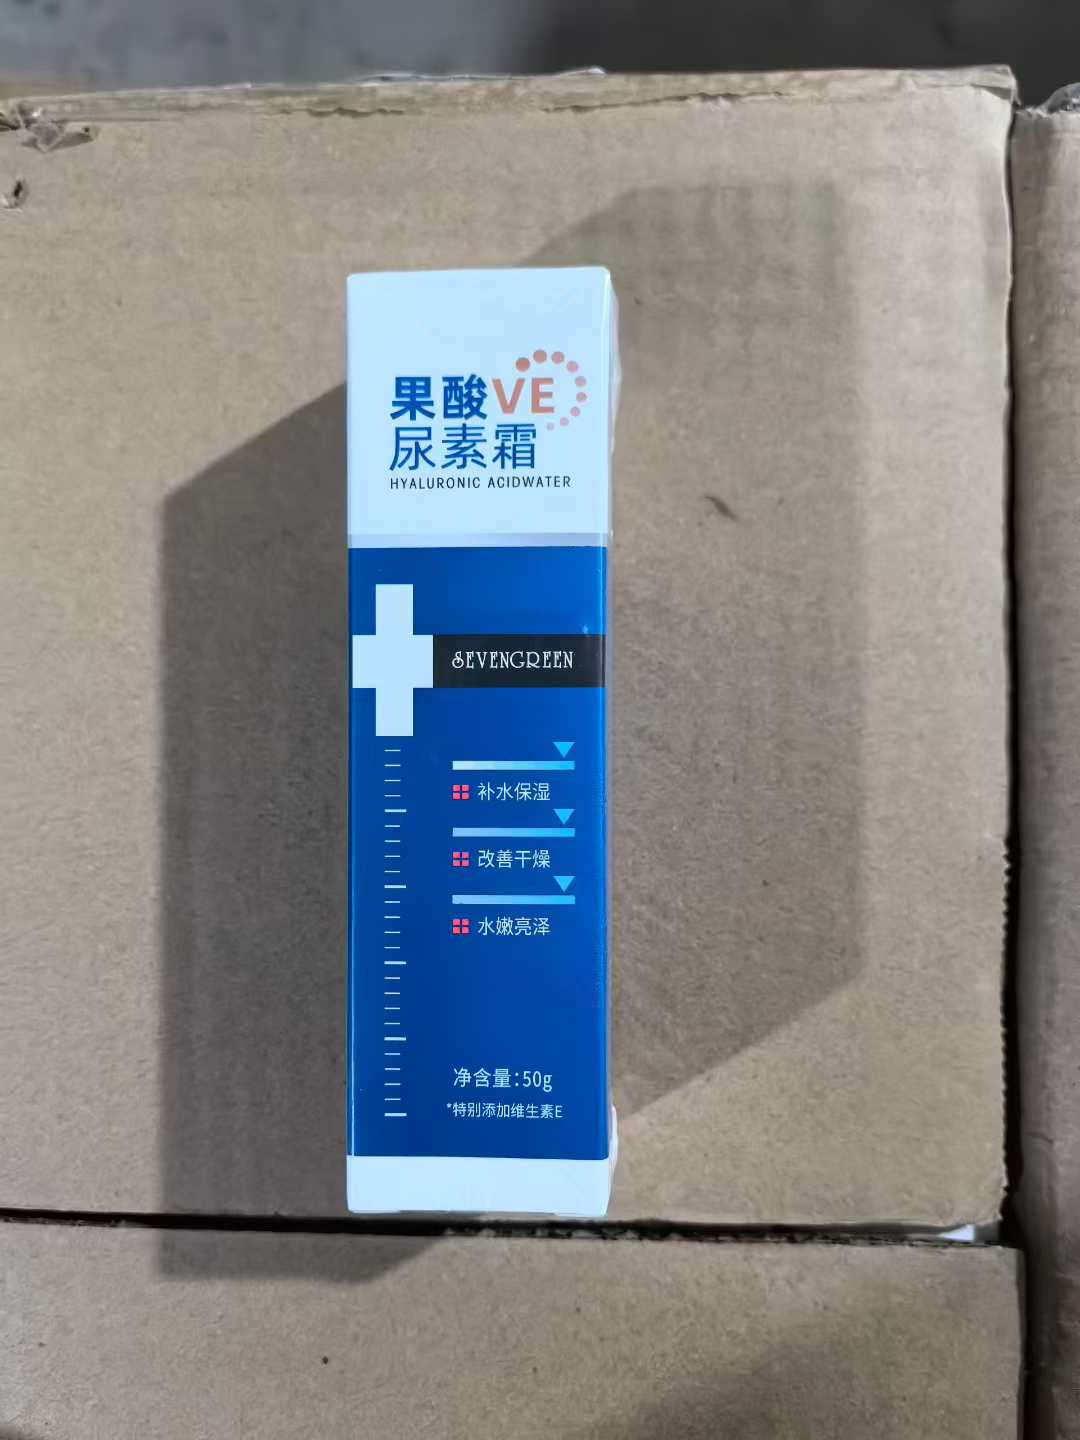 果酸VE
尿素霜
HYALURONIC ACIDWATER
SEVENGREEN
补水保湿
改善干燥
水嫩亮泽
净含量:50g
*特别添加维生素E